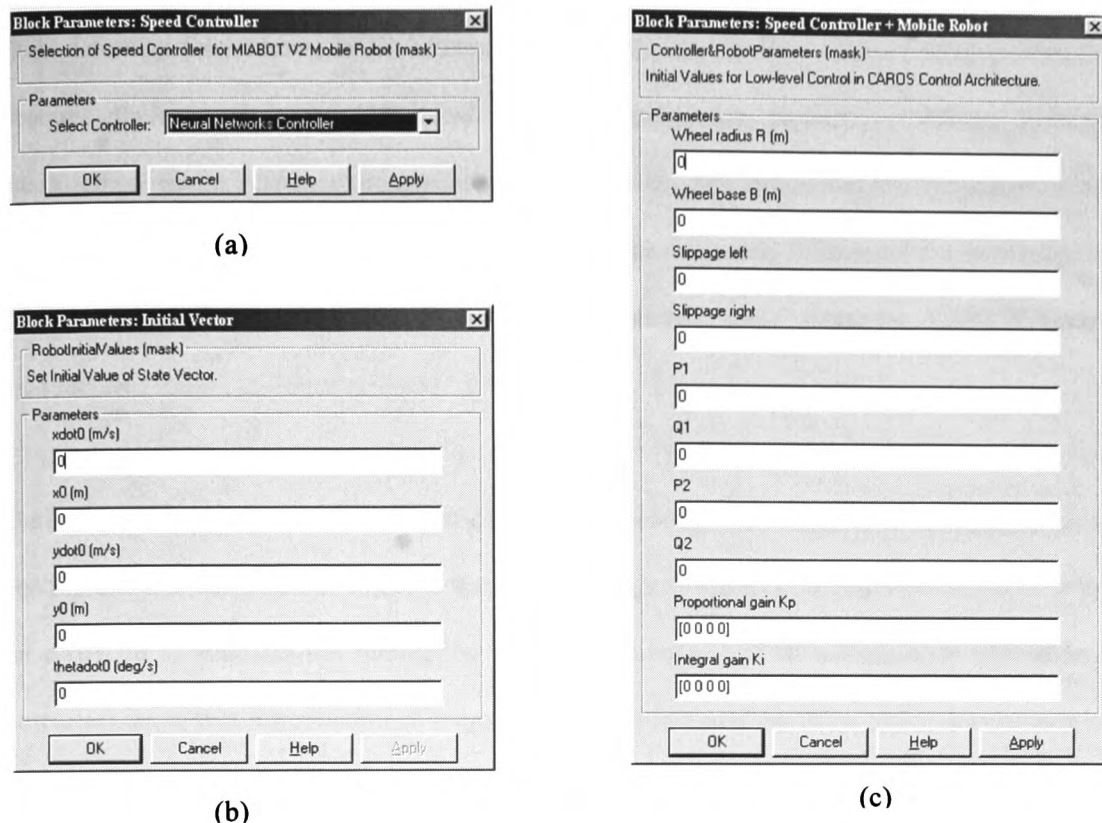 Block Parameters: Speed Controller
Selection of Speed Controller for MIABOT V2 Mobile Robot (mask)
Parameters
Select Controller: Neural Networks Controller
OK Cancel Help Apply
(a)
Block Parameters: Initial Vector
RobotInitialValues (mask)
Set Initial Value of State Vector.
Parameters
xdot0 (m/s)
0
x0 (m)
0
ydot0 (m/s)
0
y0 (m)
0
thetadot0 (deg/s)
0
OK Cancel Help Apply
(b)
Block Parameters: Speed Controller + Mobile Robot
Controller&RobotParameters (mask)
Initial Values for Low-level Control in CAROS Control Architecture.
Parameters
Wheel radius R (m)
0
Wheel base B (m)
0
Slippage left
0
Slippage right
0
P1
0
Q1
0
P2
0
Q2
0
Proportional gain Kp
[0 0 0 0]
Integral gain Ki
[0 0 0 0]
OK Cancel Help Apply
(c)